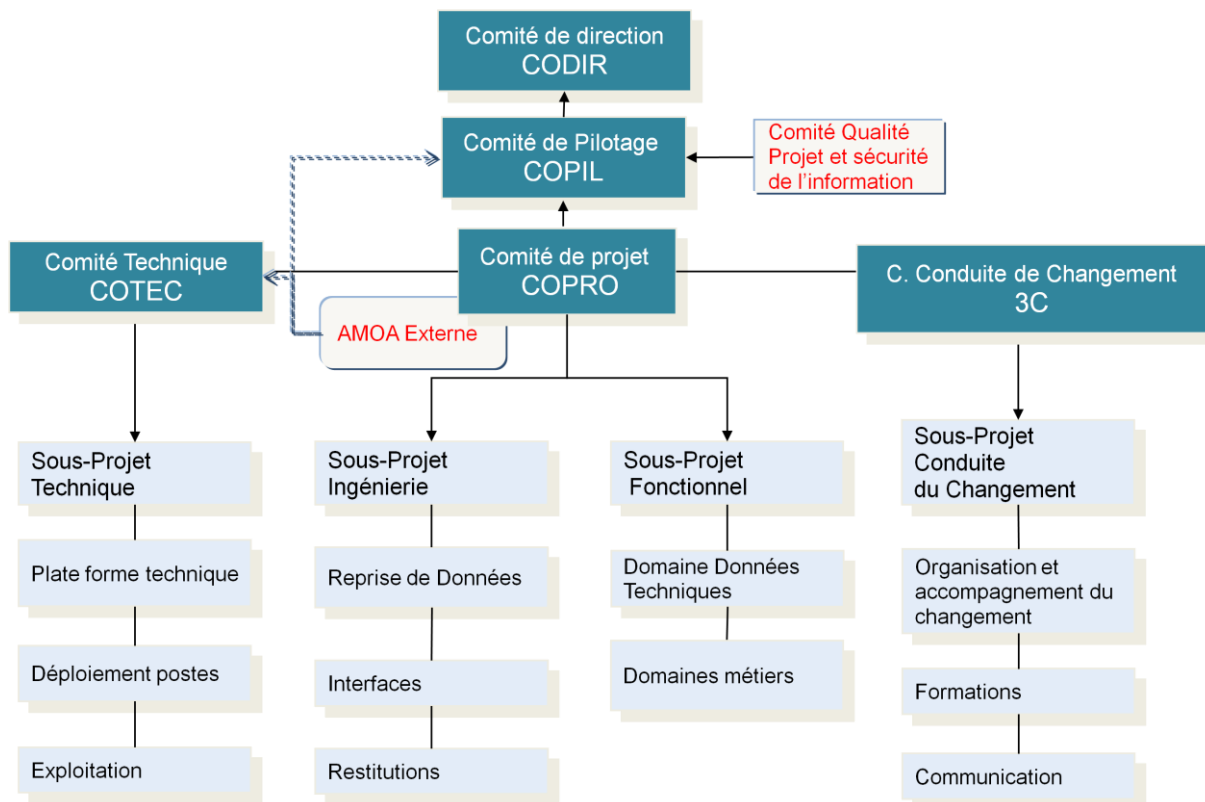 Comité de direction
CODIR
Comité de Pilotage
COPIL
Comité Qualité
Projet et sécurité
de l'information
Comité Technique
COTEC
Comité de projet
COPRO
C. Conduite de Changement
3C
AMOA Externe
Sous-Projet
Technique
Plate forme technique
Déploiement postes
Exploitation
Sous-Projet
Ingénierie
Reprise de Données
Interfaces
Restitutions
Sous-Projet
Fonctionnel
Domaine Données
Techniques
Domaines métiers
Sous-Projet
Conduite
du Changement
Organisation et
accompagnement du
changement
Formations
Communication